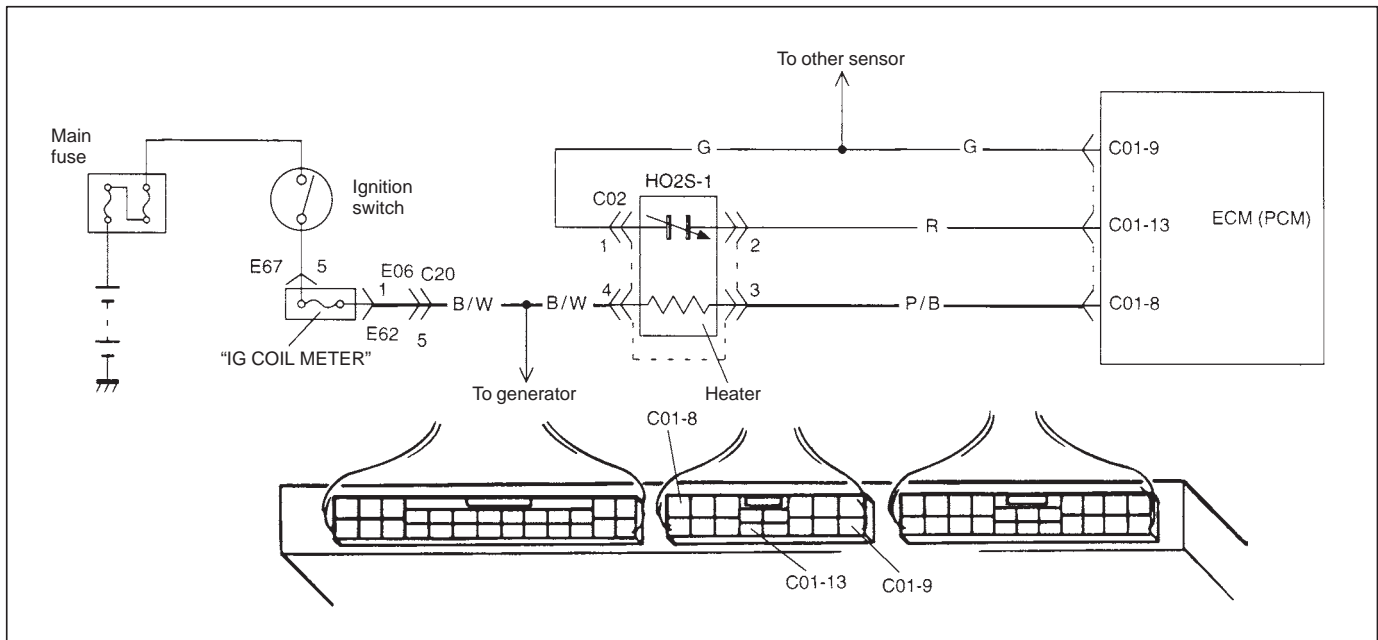 To other sensor
Main
fuse
Ignition
switch
G
G
C01-9
HO2S-1
C02
1
2
R
C01-13
ECM (PCM)
E67
5
E06
C20
1
B/W
B/W
4
3
P/B
C01-8
E62
5
"IG COIL METER"
To generator
Heater
C01-8
C01-13
C01-9